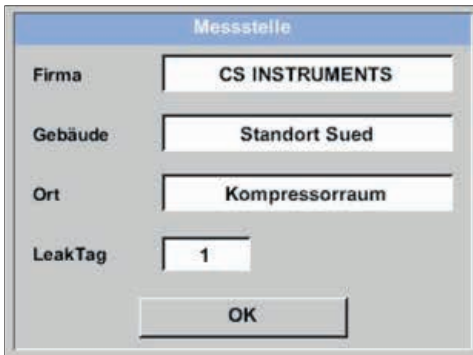 Messstelle
Firma CS INSTRUMENTS
Gebäude Standort Sued
Ort Kompressorraum
LeakTag 1
OK